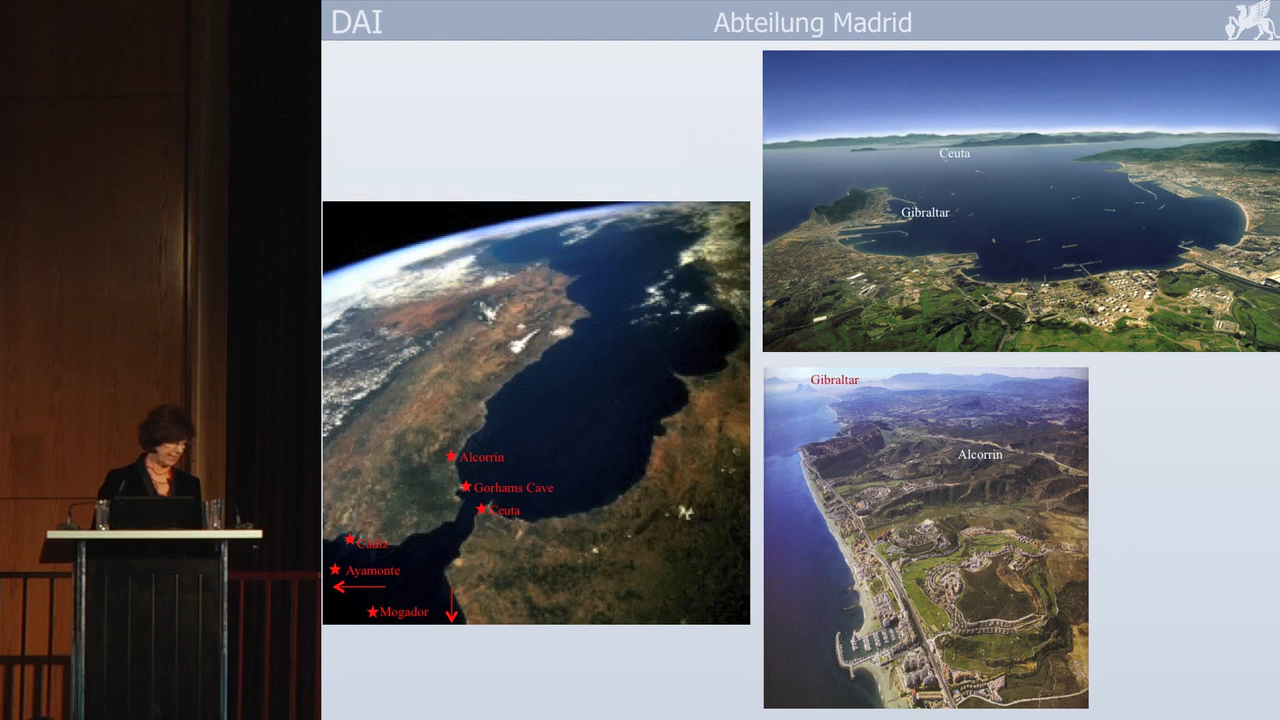 DAI
Abteilung Madrid
Ceuta
Gibraltar
Alcorrin
Gorhams Cave
Ceuta
Cadiz
Ayamonte
Mogador
Gibraltar
Alcorrin